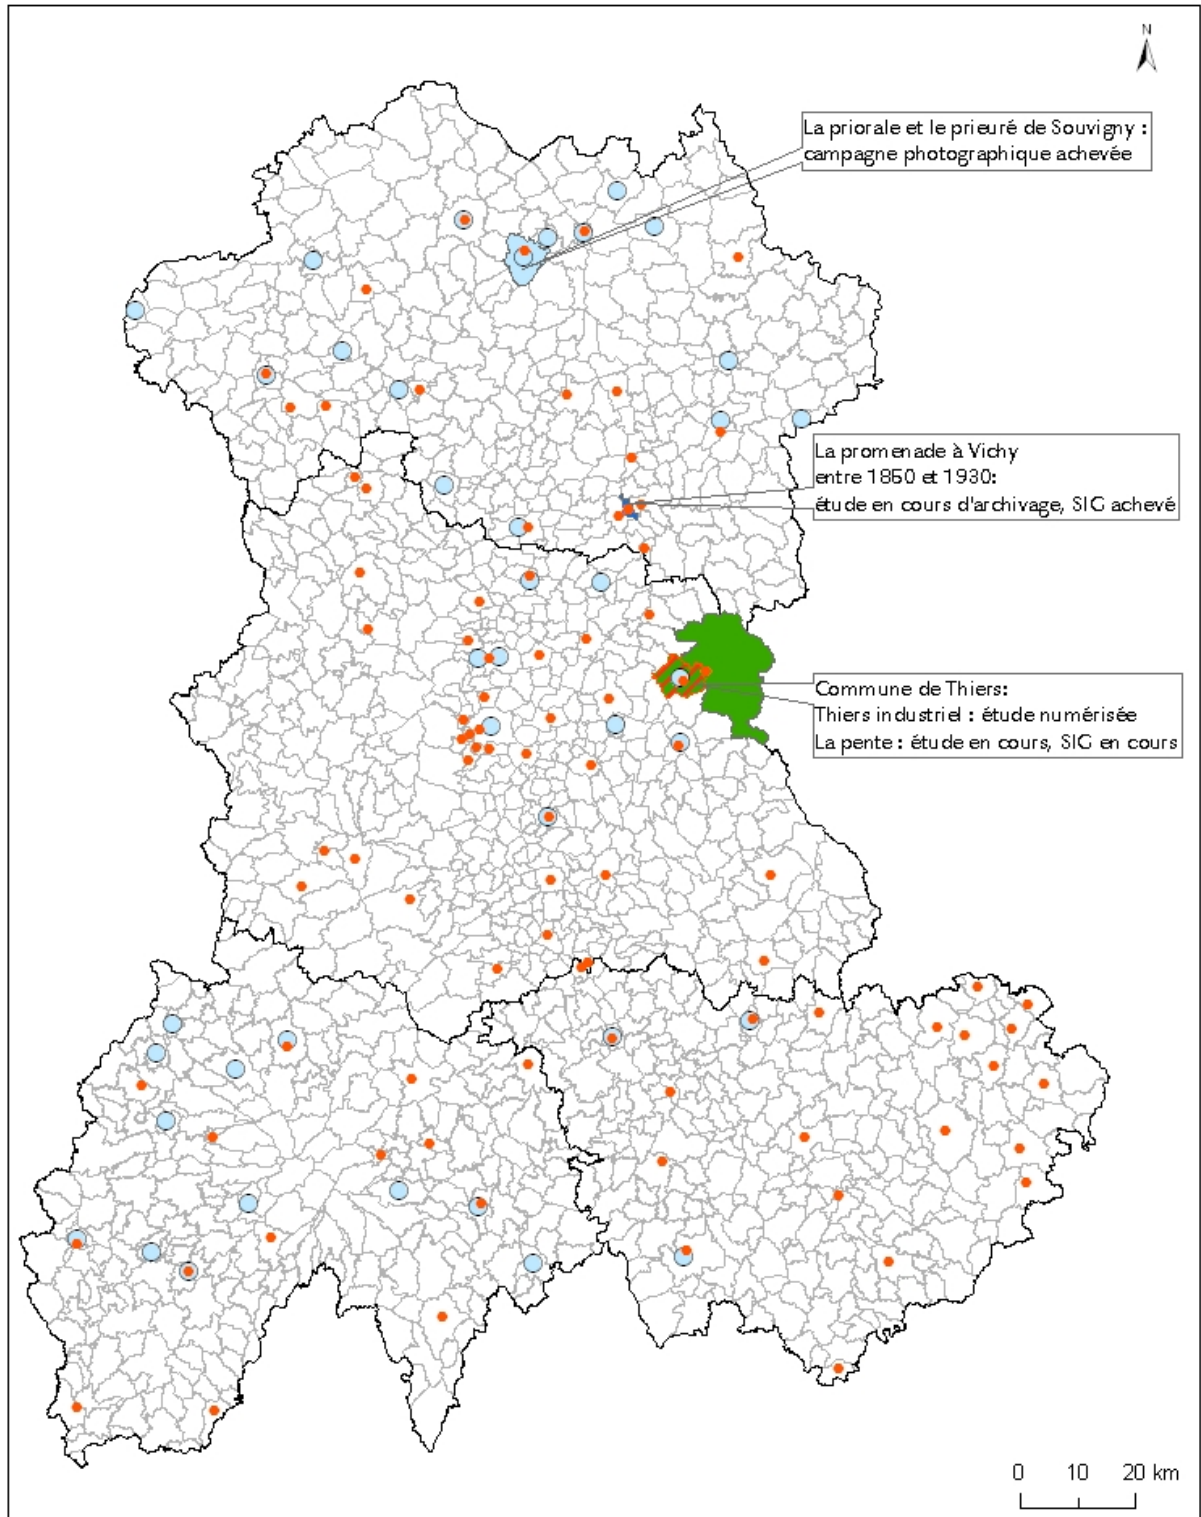 N
La priorale et le prieuré de Souvigny :
campagne photographique achevée
La promenade à Vichy
entre 1850 et 1930:
étude en cours d'archivage, SIG achevé
Commune de Thiers:
Thiers industriel : étude numérisée
La pente : étude en cours, SIG en cours
0 10 20 km